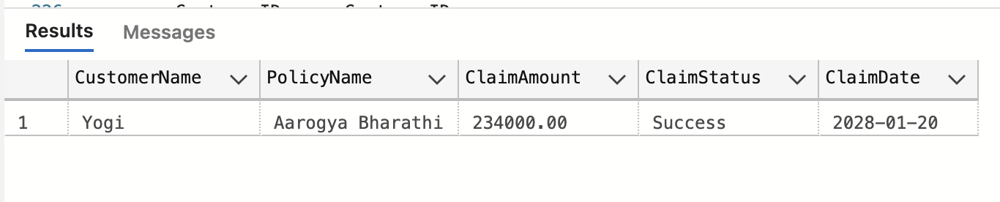 Results Messages
CustomerName PolicyName ClaimAmount ClaimStatus ClaimDate
1 Yogi Aarogya Bharathi 234000.00 Success 2028-01-20